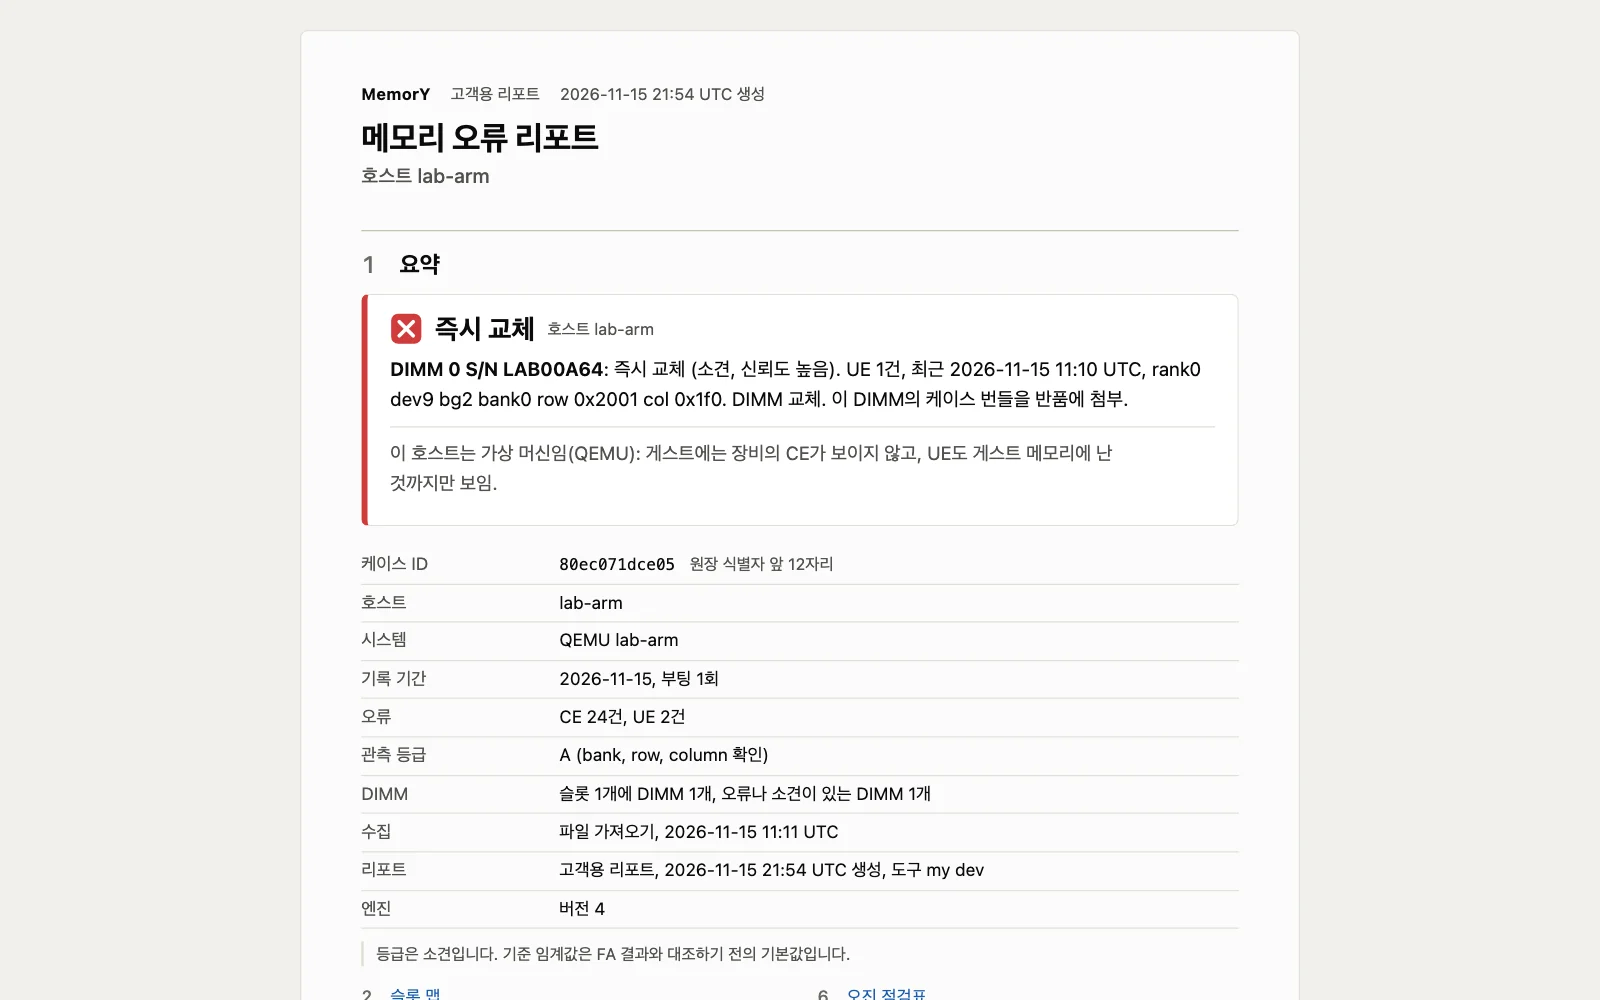 MemorY 고객용 리포트 2026-11-15 21:54 UTC 생성
메모리 오류 리포트
호스트 lab-arm
1 요약
즉시 교체 호스트 lab-arm
DIMM 0 S/N LAB00A64: 즉시 교체 (소견, 신뢰도 높음). UE 1건, 최근 2026-11-15 11:10 UTC, rank0
dev9 bg2 bank0 row 0x2001 col 0x1f0. DIMM 교체. 이 DIMM의 케이스 번들을 반품에 첨부.
이 호스트는 가상 머신임(QEMU): 게스트에는 장비의 CE가 보이지 않고, UE도 게스트 메모리에 난
것까지만 보임.
케이스 ID 80ec071dce05 원장 식별자 앞 12자리
호스트 lab-arm
시스템 QEMU lab-arm
기록 기간 2026-11-15, 부팅 1회
오류 CE 24건, UE 2건
관측 등급 A (bank, row, column 확인)
DIMM 슬롯 1개에 DIMM 1개, 오류나 소견이 있는 DIMM 1개
수집 파일 가져오기, 2026-11-15 11:11 UTC
리포트 고객용 리포트, 2026-11-15 21:54 UTC 생성, 도구 my dev
엔진 버전 4
등급은 소견입니다. 기준 임계값은 FA 결과와 대조하기 전의 기본값입니다.
2 슬롯 맵 6 오진 점검표